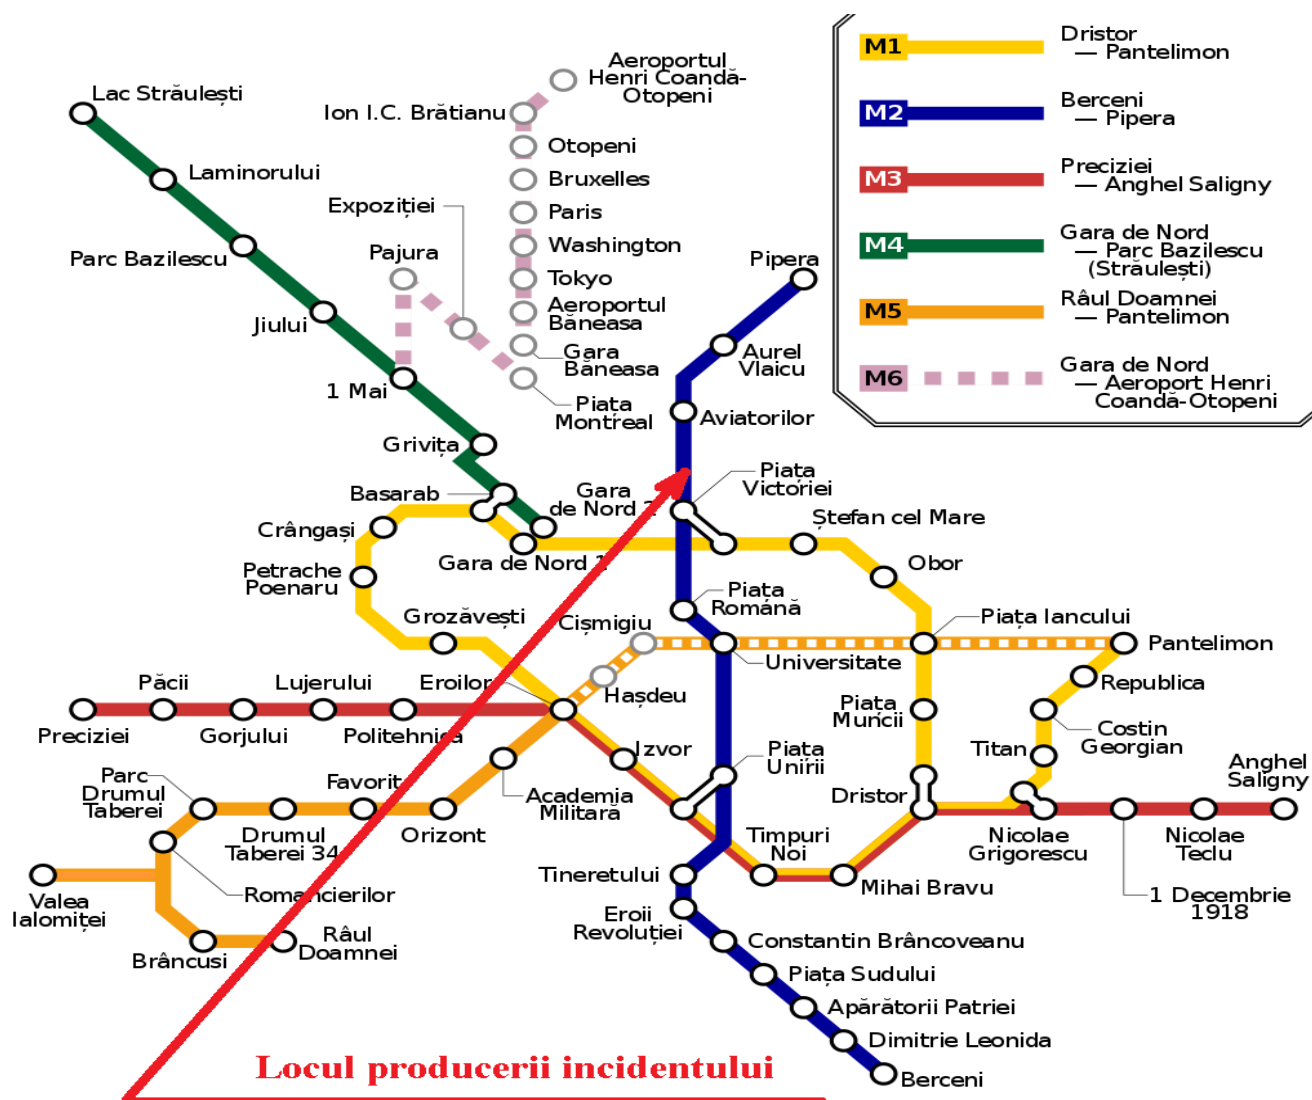 M1
Dristor
— Pantelimon
M2
Berceni
— Pipera
M3
Preciziei
— Anghel Saligny
M4
Gara de Nord
— Parc Bazilescu
(Străulești)
M5
Râul Doamnei
— Pantelimon
M6
Gara de Nord
— Aeroport Henri
Coandă-Otopeni
Lac Străulești
Laminorului
Parc Bazilescu
Jiului
1 Mai
Grivița
Basarab
Gara
de Nord 2
Aeroportul
Henri Coandă-
Otopeni
Ion I.C. Brătianu
Otopeni
Bruxelles
Paris
Washington
Tokyo
Aeroportul
Băneasa
Gara
Băneasa
Piața
Montreal
Expoziției
Pajura
Pipera
Aurel
Vlaicu
Aviatorilor
Piața
Victoriei
Ștefan cel Mare
Obor
Crângași
Petrache
Poenaru
Grozăvești
Gara de Nord 1
Piața
Română
Cișmigiu
Universitate
Piața Iancului
Pantelimon
Republica
Costin
Georgian
Titan
Piața
Muncii
Hașdeu
Eroilor
Păcii
Lujerului
Preciziei
Gorjului
Politehnica
Izvor
Piața
Unirii
Dristor
Anghel
Saligny
Nicolae
Grigorescu
Nicolae
Teclu
1 Decembrie
1918
Timpuri
Noi
Mihai Bravu
Parc
Drumul
Taberei
Favorit
Drumul
Taberei 34
Orizont
Academia
Militară
Valea
Ialomiței
Romancierilor
Brâncusi
Râul
Doamnei
Tineretului
Eroii
Revoluției
Constantin Brâncoveanu
Piața Sudului
Apărătorii Patriei
Dimitrie Leonida
Berceni
Locul producerii incidentului